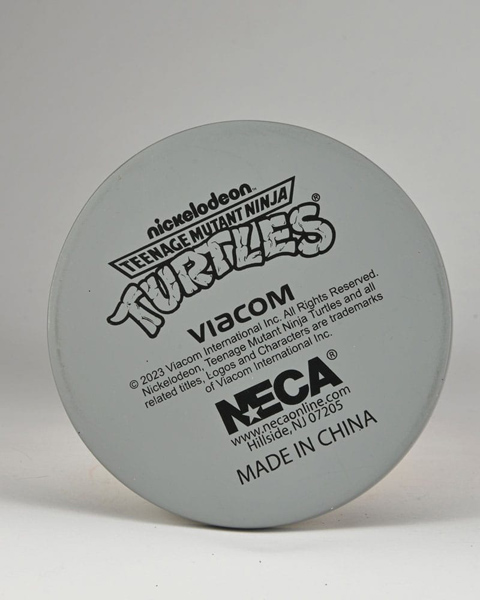 nickelodeon™
TEENAGE MUTANT NINJA
TURTLES®
VIACOM
© 2023 Viacom International Inc. All Rights Reserved.
Nickelodeon, Teenage Mutant Ninja Turtles and all
related titles, Logos and Characters are trademarks
of Viacom International Inc.
NECA®
www.necaonline.com
Hillside, NJ 07205
MADE IN CHINA